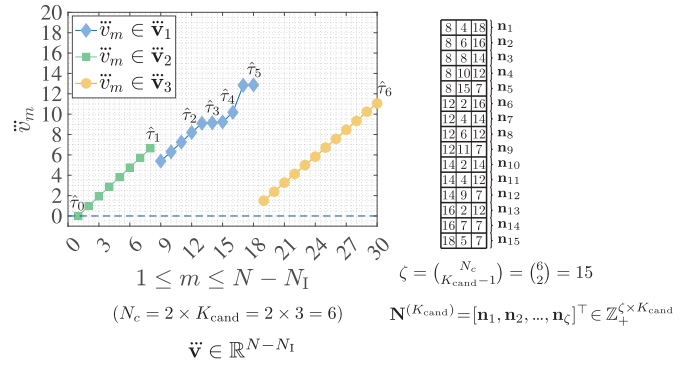 20
18
16
14
12
10
8
6
4
2
0
v⃛_m
v⃛_m ∈ v⃛_1
v⃛_m ∈ v⃛_2
v⃛_m ∈ v⃛_3
τ̂_0
τ̂_1
τ̂_2
τ̂_3
τ̂_4
τ̂_5
τ̂_6
0 3 6 9 12 15 18 21 24 27 30
1 ≤ m ≤ N − N_I
(N_c = 2 × K_cand = 2 × 3 = 6)
v⃛ ∈ ℝ^{N−N_I}
8 4 18 } n_1
8 6 16 } n_2
8 8 14 } n_3
8 10 12 } n_4
8 15 7 } n_5
12 2 16 } n_6
12 4 14 } n_7
12 6 12 } n_8
12 11 7 } n_9
14 2 14 } n_10
14 4 12 } n_11
14 9 7 } n_12
16 2 12 } n_13
16 7 7 } n_14
18 5 7 } n_15
ζ = (N_c K_cand−1) = (6 2) = 15
N^(K_cand) = [n_1, n_2, ..., n_ζ]^⊤ ∈ ℤ_+^{ζ×K_cand}